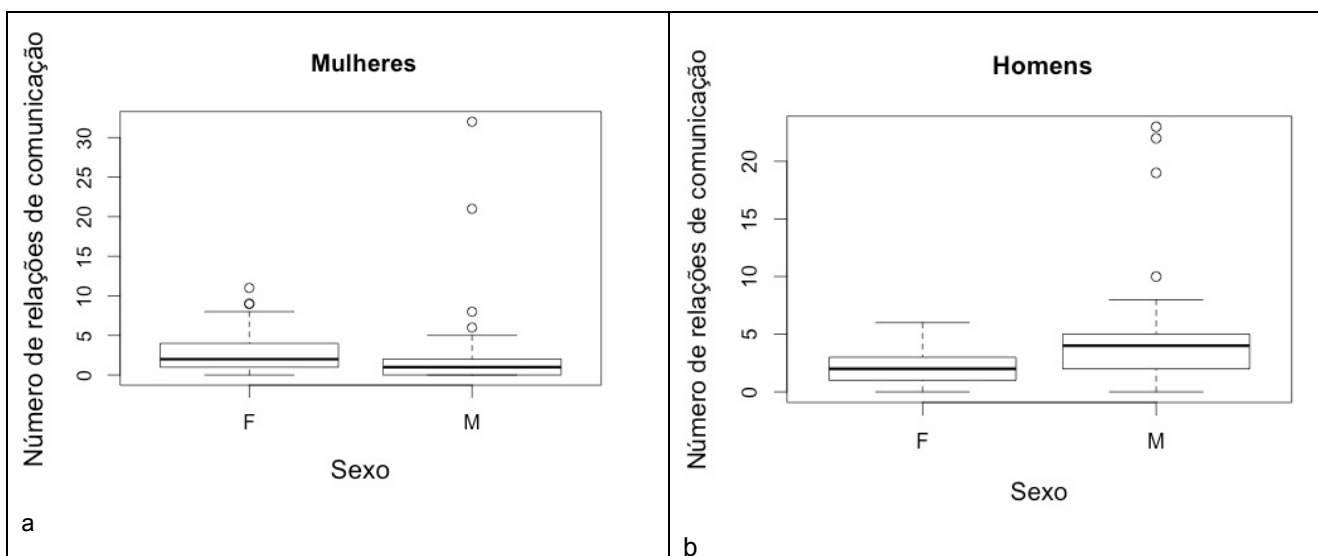 Mulheres
Número de relações de comunicação
30
25
20
15
10
5
0
F M
Sexo
a
Homens
Número de relações de comunicação
20
15
10
5
0
F M
Sexo
b